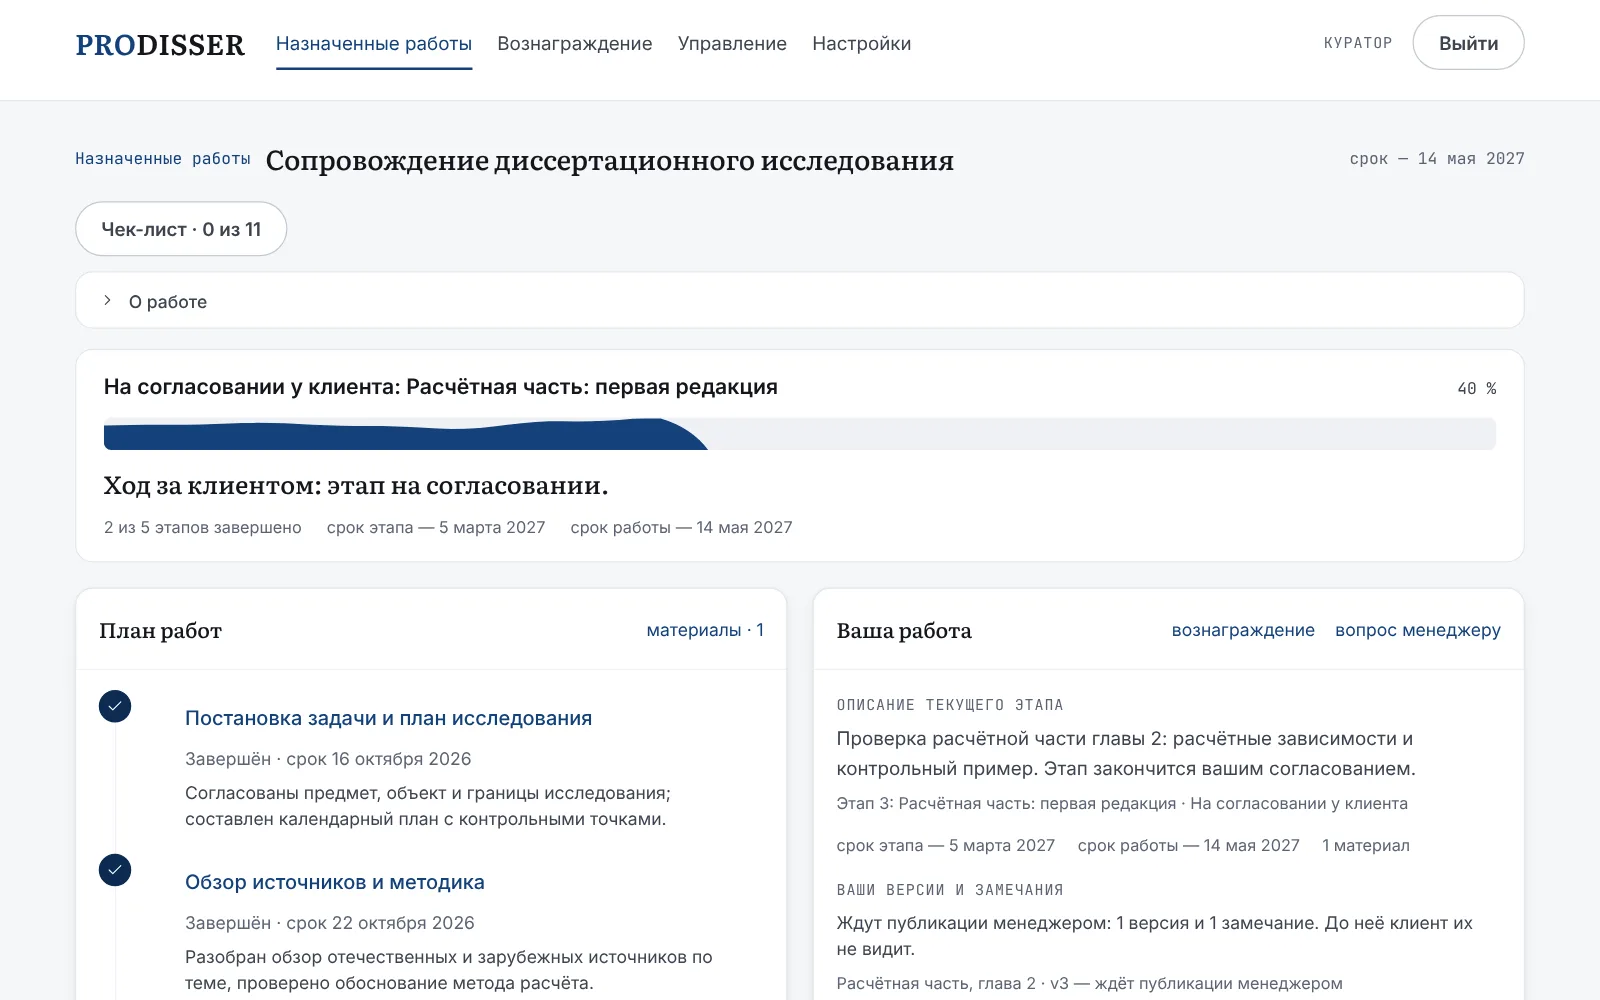 PRODISSER Назначенные работы Вознаграждение Управление Настройки КУРАТОР Выйти
Назначенные работы Сопровождение диссертационного исследования срок — 14 мая 2027
Чек-лист · 0 из 11
О работе
На согласовании у клиента: Расчётная часть: первая редакция 40 %
Ход за клиентом: этап на согласовании.
2 из 5 этапов завершено срок этапа — 5 марта 2027 срок работы — 14 мая 2027
План работ материалы · 1
Постановка задачи и план исследования
Завершён · срок 16 октября 2026
Согласованы предмет, объект и границы исследования;
составлен календарный план с контрольными точками.
Обзор источников и методика
Завершён · срок 22 октября 2026
Разобран обзор отечественных и зарубежных источников по
теме, проверено обоснование метода расчёта.
Ваша работа вознаграждение вопрос менеджеру
ОПИСАНИЕ ТЕКУЩЕГО ЭТАПА
Проверка расчётной части главы 2: расчётные зависимости и
контрольный пример. Этап закончится вашим согласованием.
Этап 3: Расчётная часть: первая редакция · На согласовании у клиента
срок этапа — 5 марта 2027 срок работы — 14 мая 2027 1 материал
ВАШИ ВЕРСИИ И ЗАМЕЧАНИЯ
Ждут публикации менеджером: 1 версия и 1 замечание. До неё клиент их
не видит.
Расчётная часть, глава 2 · v3 — ждёт публикации менеджером